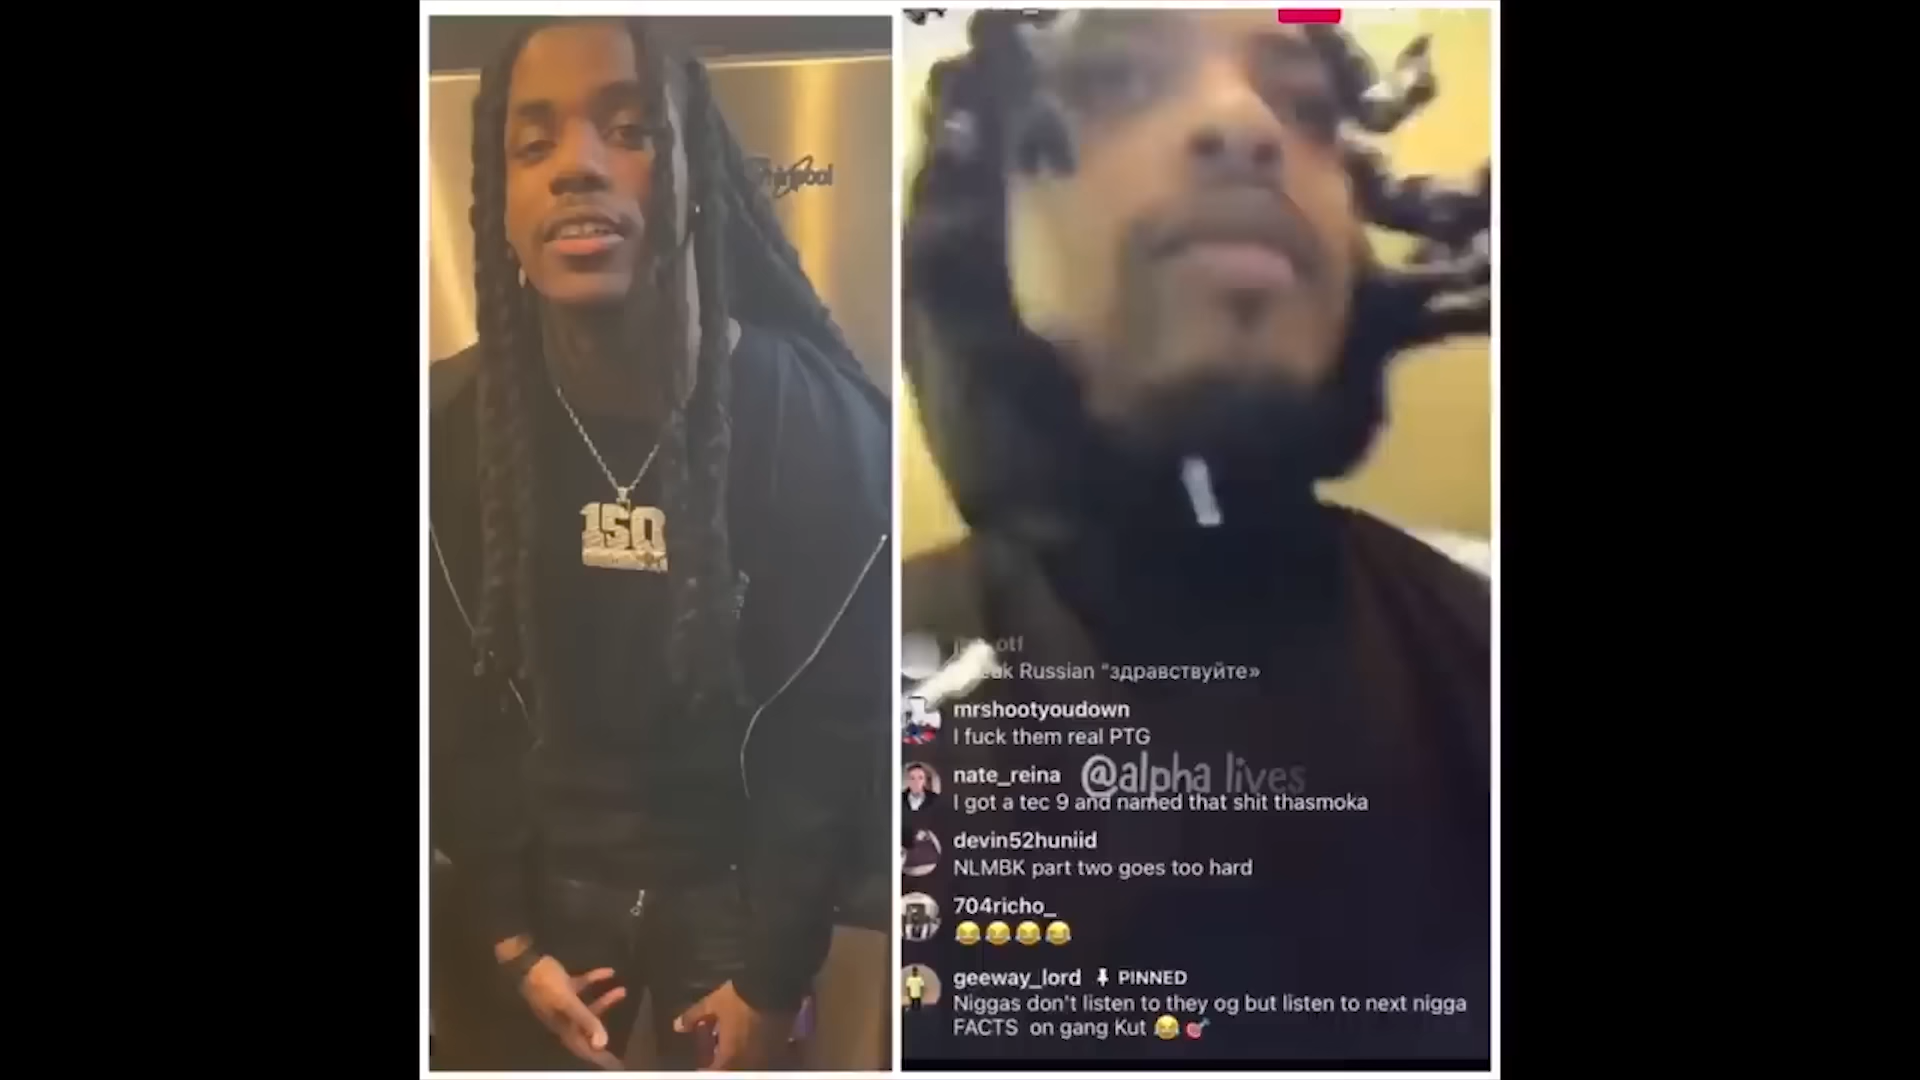 Whirlpool
150
Russian "здравствуйте»
mrshootyoudown
I fuck them real PTG
nate_reina
@alpha lives
I got a tec 9 and named that shit thasmoka
devin52huniid
NLMBK part two goes too hard
704richo_
😂😂😂😂
geeway_lord PINNED
Niggas don't listen to they og but listen to next nigga
FACTS on gang Kut 😂